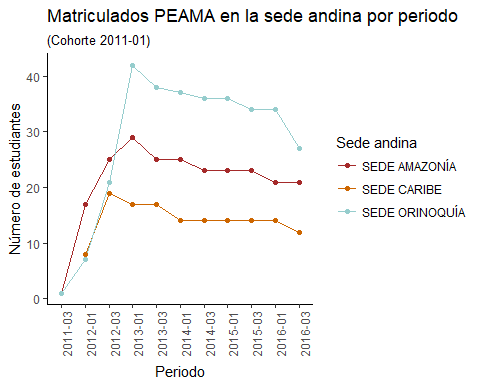 Matriculados PEAMA en la sede andina por periodo
(Cohorte 2011-01)
Número de estudiantes
40
30
20
10
0
2011-03
2012-01
2012-03
2013-01
2013-03
2014-01
2014-03
2015-01
2015-03
2016-01
2016-03
Periodo
Sede andina
SEDE AMAZONÍA
SEDE CARIBE
SEDE ORINOQUÍA